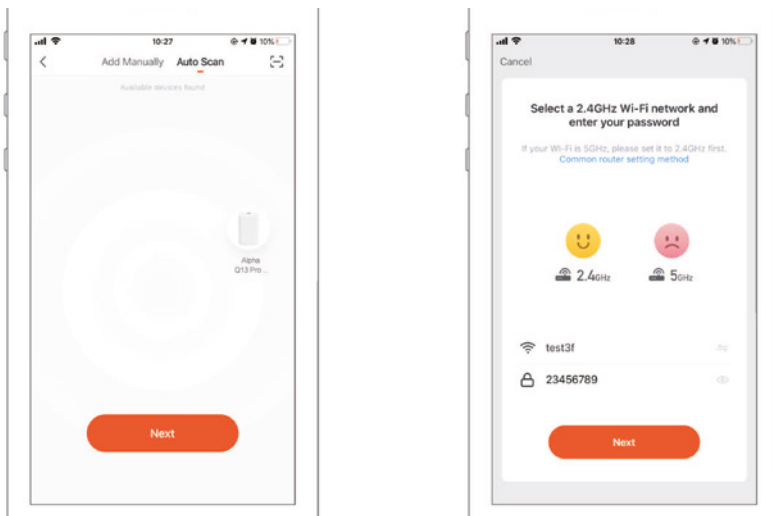 10:27
10%
Add Manually Auto Scan
Available devices found
Alpha
Q13 Pro ...
Next
10:28
10%
Cancel
Select a 2.4GHz Wi-Fi network and
enter your password
If your Wi-Fi is 5GHz, please set it to 2.4GHz first.
Common router setting method
2.4GHz
5GHz
test3f
23456789
Next